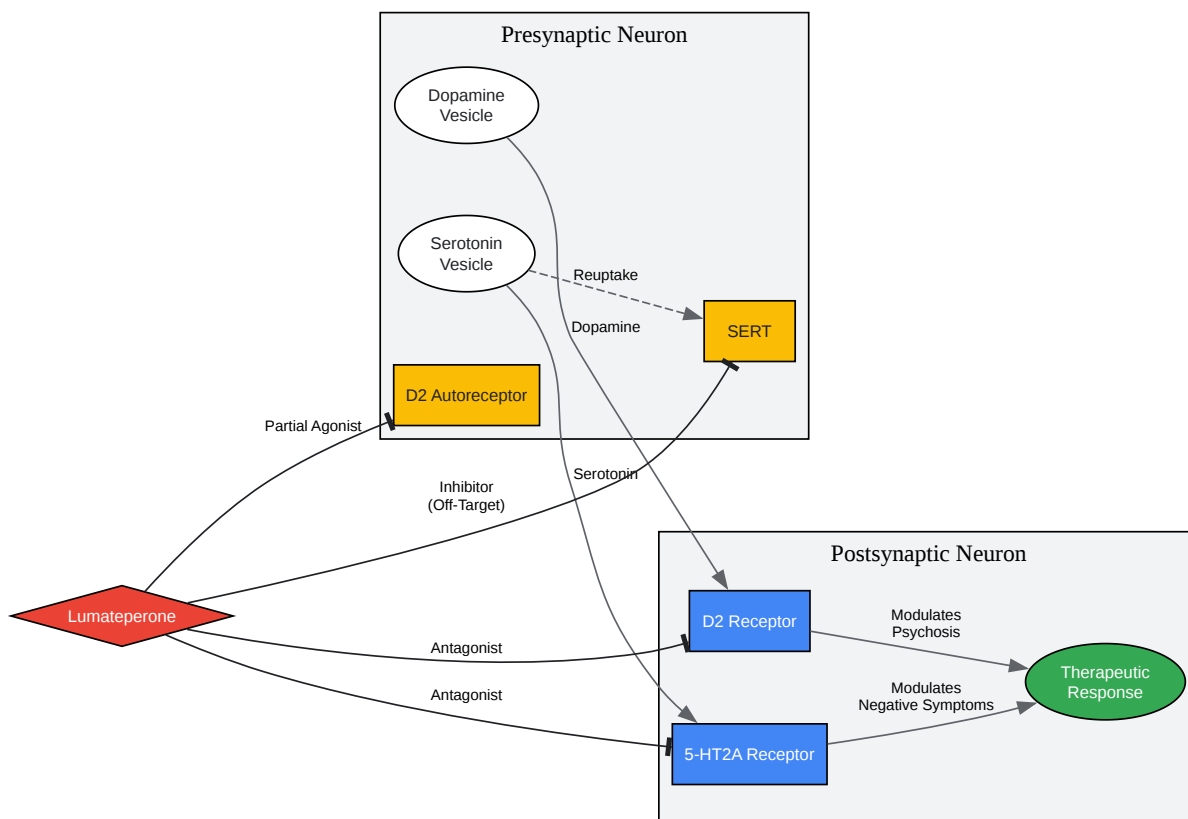 Presynaptic Neuron
Dopamine
Vesicle
Serotonin
Vesicle
Reuptake
Dopamine
SERT
D2 Autoreceptor
Partial Agonist
Serotonin
Inhibitor
(Off-Target)
Postsynaptic Neuron
Lumateperone
D2 Receptor
Modulates
Psychosis
Antagonist
Therapeutic
Response
Modulates
Negative Symptoms
Antagonist
5-HT2A Receptor